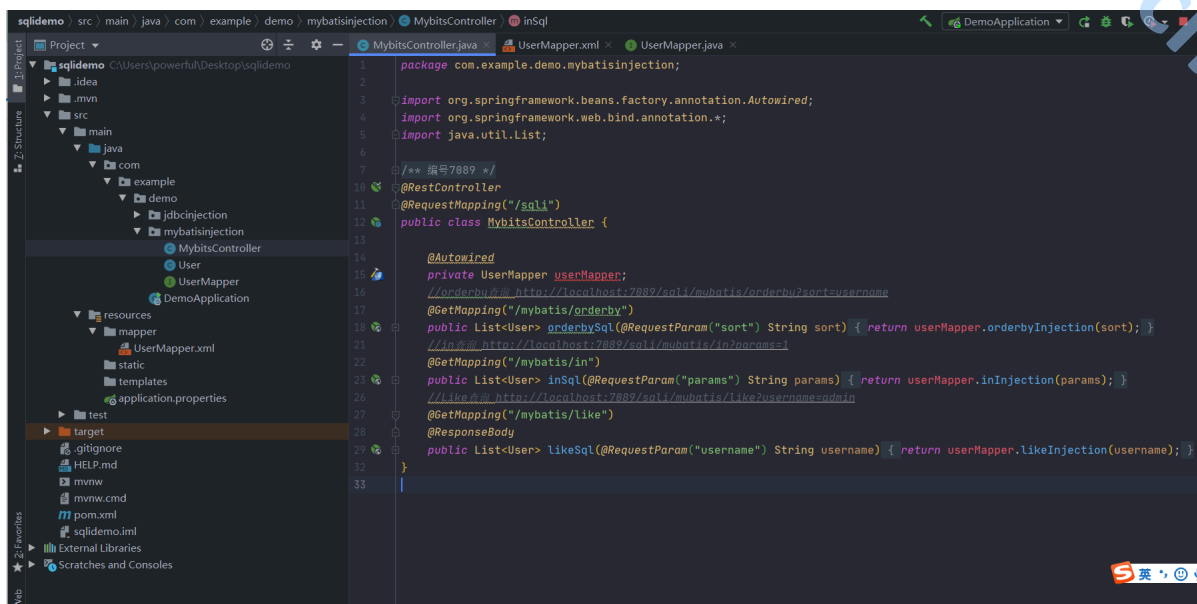 sqlidemo 〉 src 〉 main 〉 java 〉 com 〉 example 〉 demo 〉 mybatisinjection 〉 MybitsController 〉 inSql
DemoApplication
Project
MybitsController.java
UserMapper.xml
UserMapper.java
1: Project
Z: Structure
2: Favorites
Web
sqlidemo C:\Users\powerful\Desktop\sqlidemo
.idea
.mvn
src
main
java
com
example
demo
jdbcinjection
mybatisinjection
MybitsController
User
UserMapper
DemoApplication
resources
mapper
UserMapper.xml
static
templates
application.properties
test
target
.gitignore
HELP.md
mvnw
mvnw.cmd
pom.xml
sqlidemo.iml
External Libraries
Scratches and Consoles
1 package com.example.demo.mybatisinjection;
2
3 import org.springframework.beans.factory.annotation.Autowired;
4 import org.springframework.web.bind.annotation.*;
5 import java.util.List;
6
7 /** 编号7089 */
10 @RestController
11 @RequestMapping("/sqli")
12 public class MybitsController {
13
14 @Autowired
15 private UserMapper userMapper;
16 //orderby查询 http://localhost:7089/sqli/mybatis/orderby?sort=username
17 @GetMapping("/mybatis/orderby")
18 public List<User> orderbySql(@RequestParam("sort") String sort) { return userMapper.orderbyInjection(sort); }
21 //in查询 http://localhost:7089/sqli/mybatis/in?params=1
22 @GetMapping("/mybatis/in")
23 public List<User> inSql(@RequestParam("params") String params) { return userMapper.inInjection(params); }
26 //Like查询 http://localhost:7089/sqli/mybatis/like?username=admin
27 @GetMapping("/mybatis/like")
28 @ResponseBody
29 public List<User> likeSql(@RequestParam("username") String username) { return userMapper.likeInjection(username); }
32 }
33
英